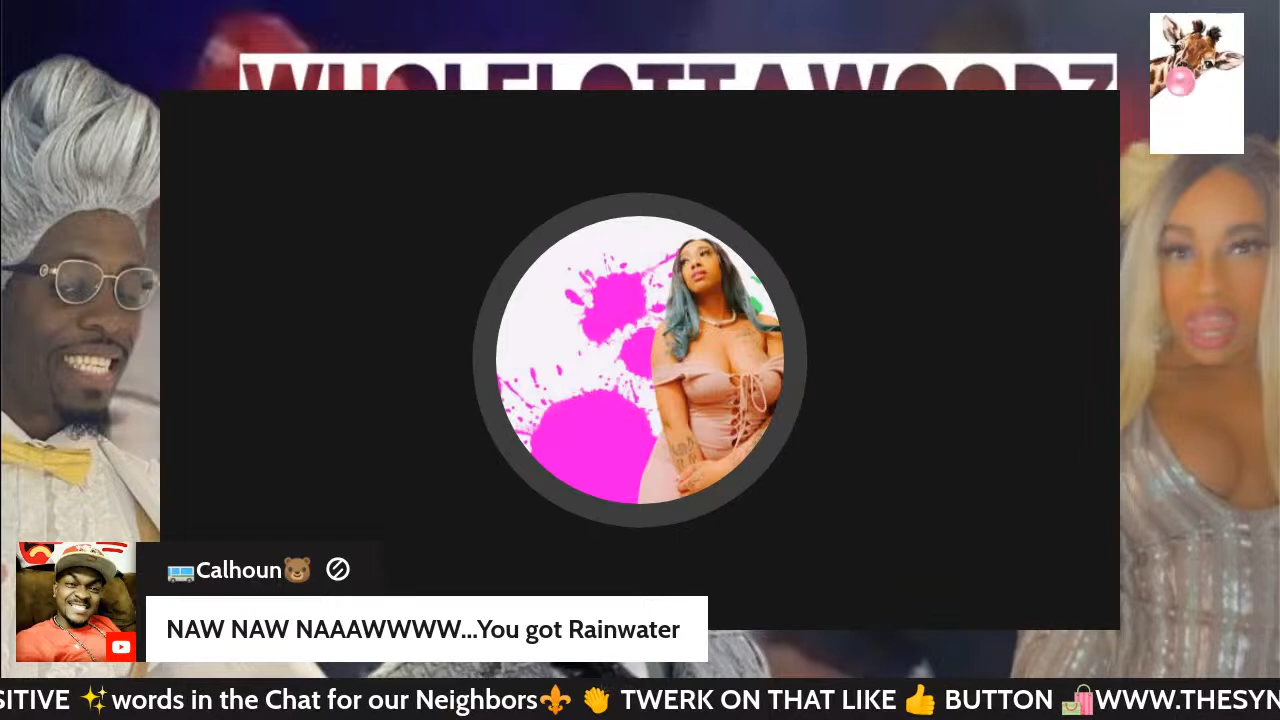 WHOLELOTTAWOODZ
🚌Calhoun🐻
NAW NAW NAAAWWWW...You got Rainwater
SITIVE ✨words in the Chat for our Neighbors⚜️ 👏 TWERK ON THAT LIKE 👍 BUTTON 🛍️WWW.THESYN